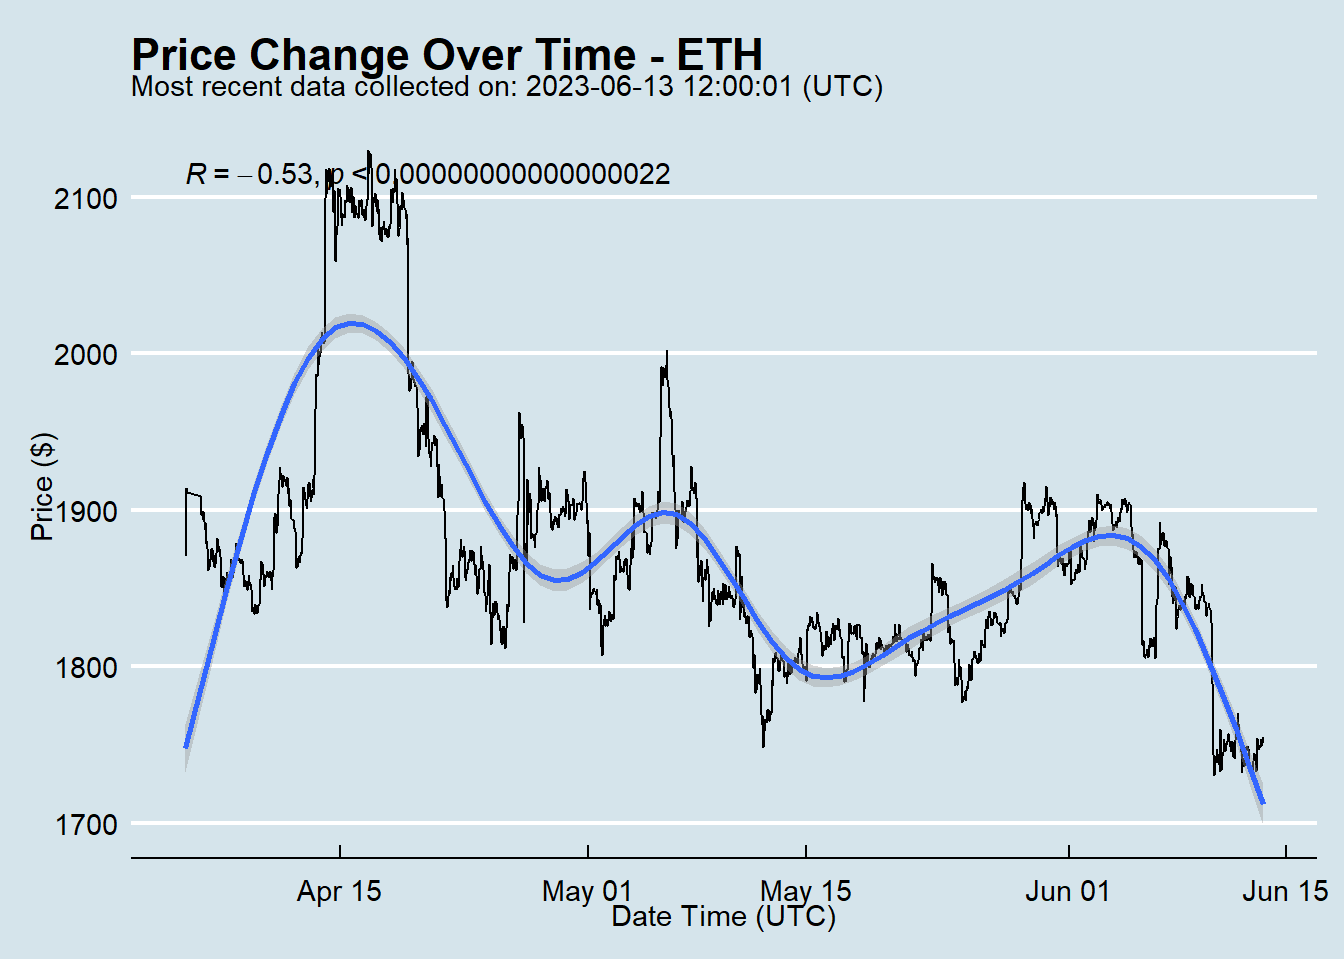 Price Change Over Time - ETH
Most recent data collected on: 2023-06-13 12:00:01 (UTC)
R = −0.53, p < 0.00000000000000022
2100
2000
1900
1800
1700
Price ($)
Apr 15
May 01
May 15
Jun 01
Jun 15
Date Time (UTC)